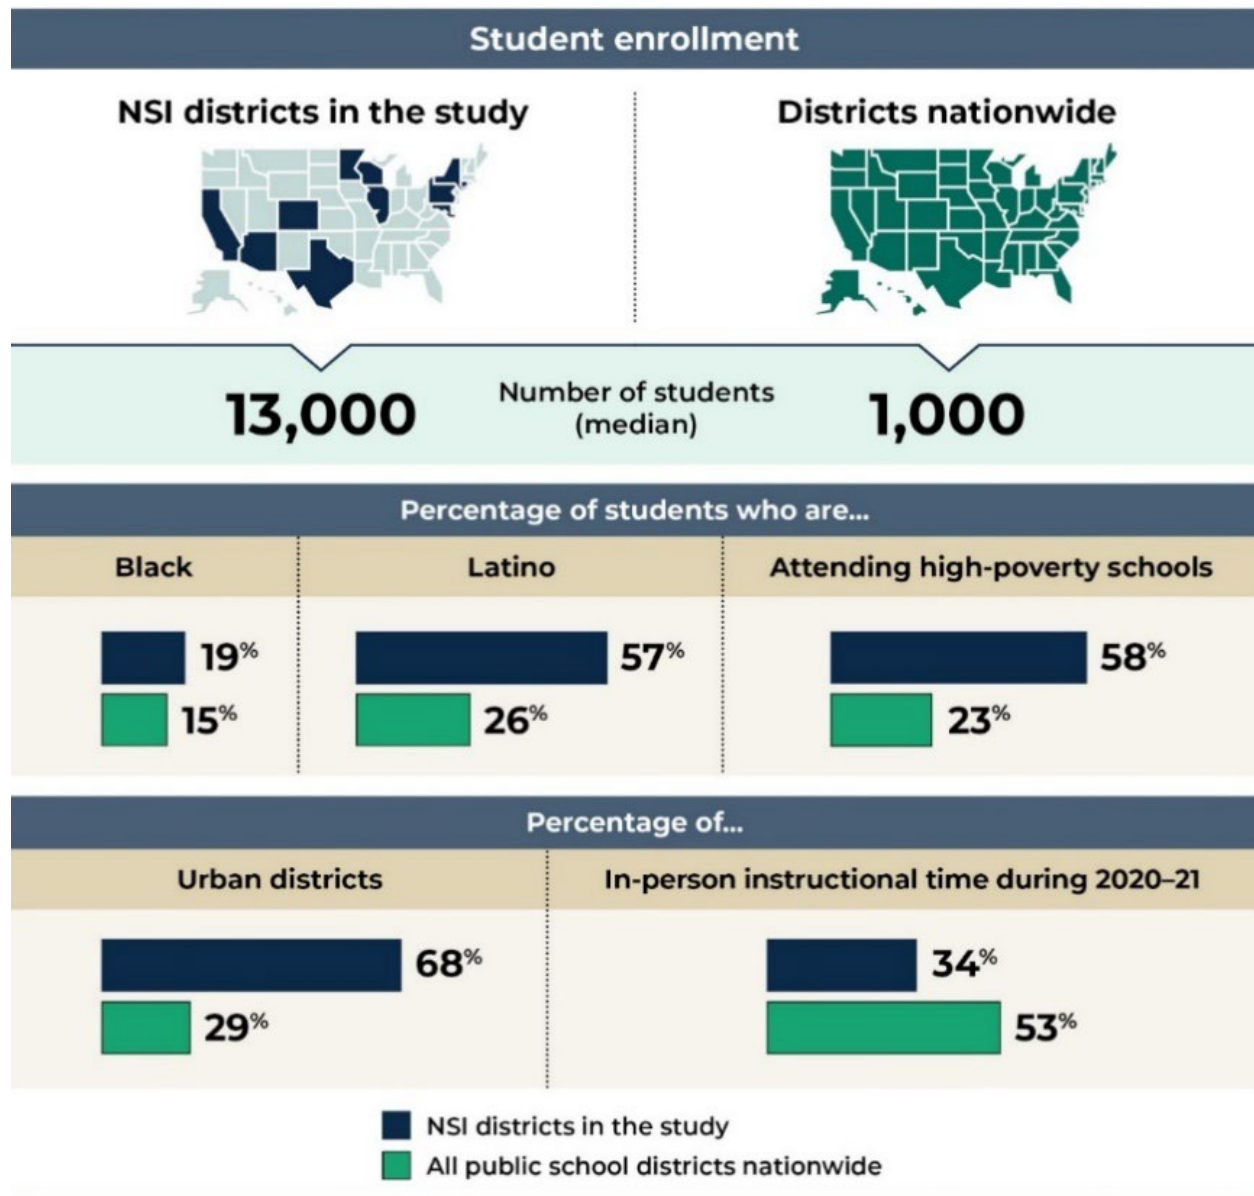 Student enrollment
NSI districts in the study
Districts nationwide
13,000
Number of students
(median)
1,000
Percentage of students who are...
Black
Latino
Attending high-poverty schools
19%
15%
57%
26%
58%
23%
Percentage of...
Urban districts
In-person instructional time during 2020–21
68%
29%
34%
53%
NSI districts in the study
All public school districts nationwide